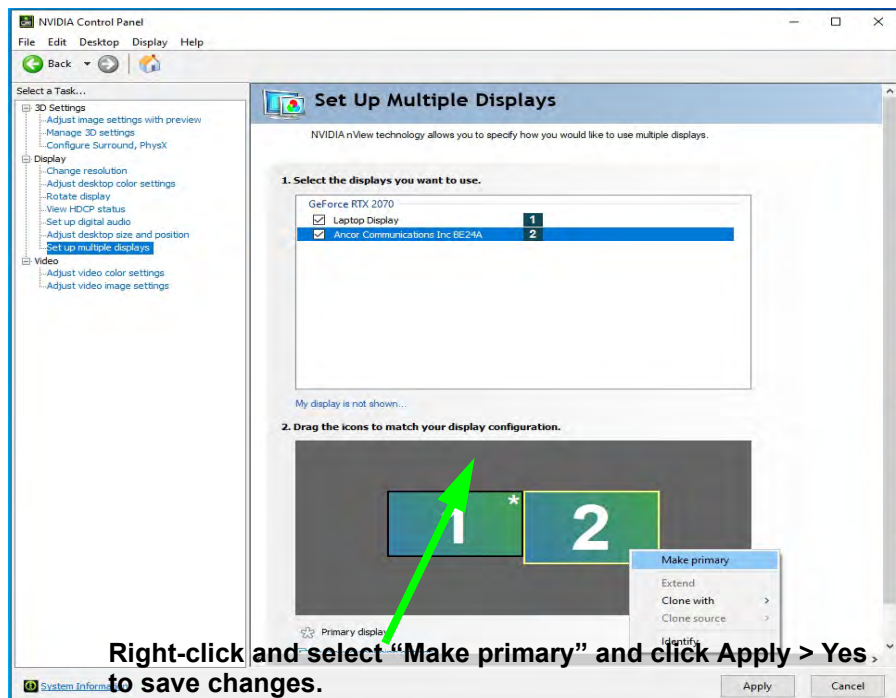 NVIDIA Control Panel
File Edit Desktop Display Help
Back
Select a Task...
3D Settings
Adjust image settings with preview
Manage 3D settings
Configure Surround, PhysX
Display
Change resolution
Adjust desktop color settings
Rotate display
View HDCP status
Set up digital audio
Adjust desktop size and position
Set up multiple displays
Video
Adjust video color settings
Adjust video image settings
Set Up Multiple Displays
NVIDIA nView technology allows you to specify how you would like to use multiple displays.
1. Select the displays you want to use.
GeForce RTX 2070
Laptop Display 1
Ancor Communications Inc BE24A 2
My display is not shown...
2. Drag the icons to match your display configuration.
1 * 2
Make primary
Extend
Clone with >
Clone source >
Identify
Primary display
Right-click and select “Make primary” and click Apply > Yes
to save changes.
System Information
Apply Cancel